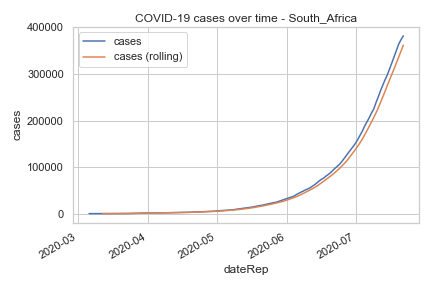 COVID-19 cases over time - South_Africa
cases
cases (rolling)
400000
300000
200000
100000
0
cases
2020-03
2020-04
2020-05
2020-06
2020-07
dateRep